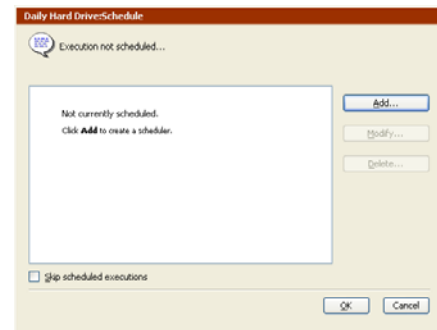 Daily Hard Drive:Schedule
Execution not scheduled...
Not currently scheduled.
Click Add to create a scheduler.
Add...
Modify...
Delete...
Skip scheduled executions
OK
Cancel